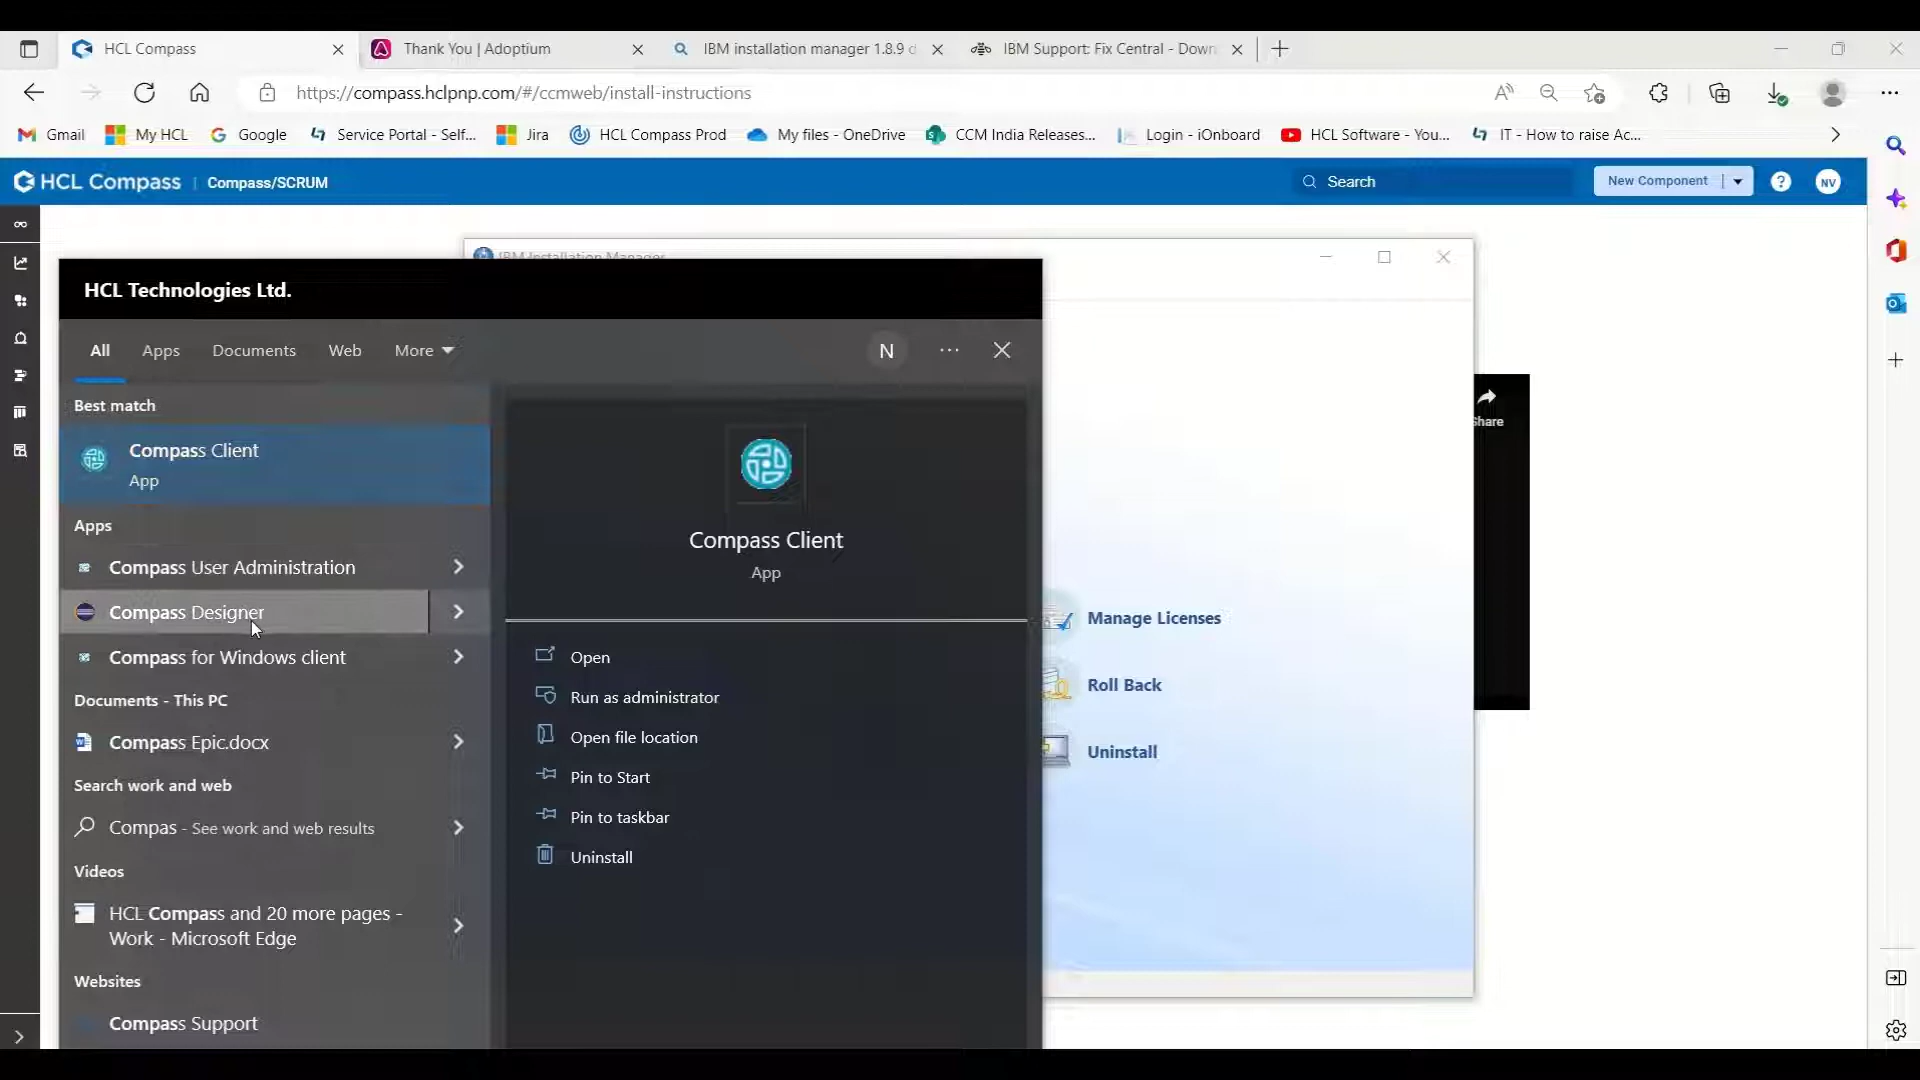 HCL Compass
Thank You | Adoptium
IBM installation manager 1.8.9 d
IBM Support: Fix Central - Down
https://compass.hclpnp.com/#/ccmweb/install-instructions
Gmail
My HCL
Google
Service Portal - Self...
Jira
HCL Compass Prod
My files - OneDrive
CCM India Releases...
Login - iOnboard
HCL Software - You...
IT - How to raise Ac...
HCL Compass
Compass/SCRUM
Search
New Component
NV
IBM Installation Manager
HCL Technologies Ltd.
All
Apps
Documents
Web
More
N
Share
Best match
Compass Client
App
Apps
Compass User Administration
Compass Designer
Compass for Windows client
Documents - This PC
Compass Epic.docx
Search work and web
Compas - See work and web results
Videos
HCL Compass and 20 more pages -
Work - Microsoft Edge
Websites
Compass Support
Compass Client
App
Open
Run as administrator
Open file location
Pin to Start
Pin to taskbar
Uninstall
Manage Licenses
Roll Back
Uninstall